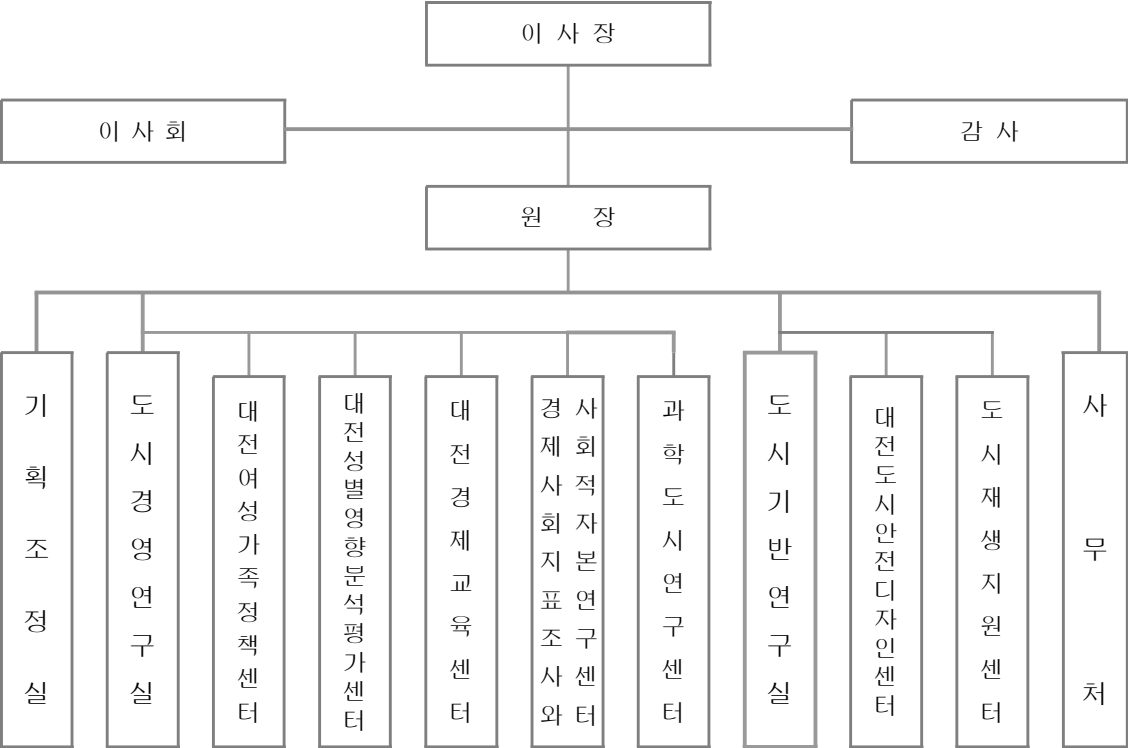 이 사 장
이 사 회
감 사
원 장
기획조정실
도시경영연구실
대전여성가족정책센터
대전성별영향분석평가센터
대전경제교육센터
경제사회지표조사와
사회적자본연구센터
과학도시연구센터
도시기반연구실
대전도시안전디자인센터
도시재생지원센터
사무처